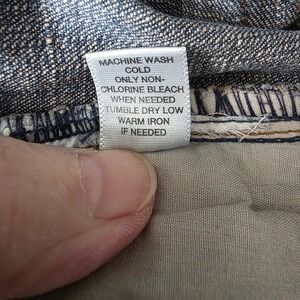 MACHINE WASH
COLD
ONLY NON-
CHLORINE BLEACH
WHEN NEEDED
TUMBLE DRY LOW
WARM IRON
IF NEEDED